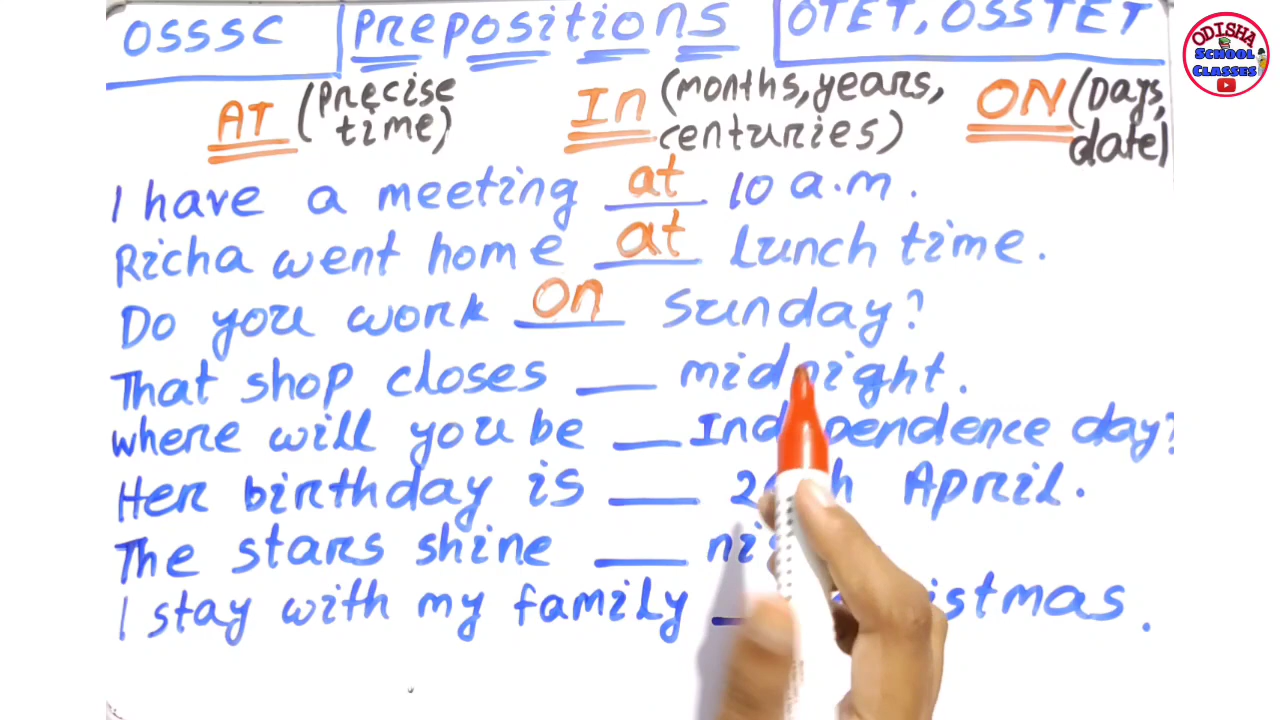 OSSSC Prepositions OTET, OSSTET
ODISHA SCHOOL CLASSES
AT (Precise time) In (months, years, centuries) ON (Days, date)
I have a meeting at 10 a.m.
Richa went home at lunch time.
Do you work on Sunday?
That shop closes ___ midnight.
where will you be ___ Independence day?
Her birthday is ___ April.
The stars shine ___
I stay with my family ___